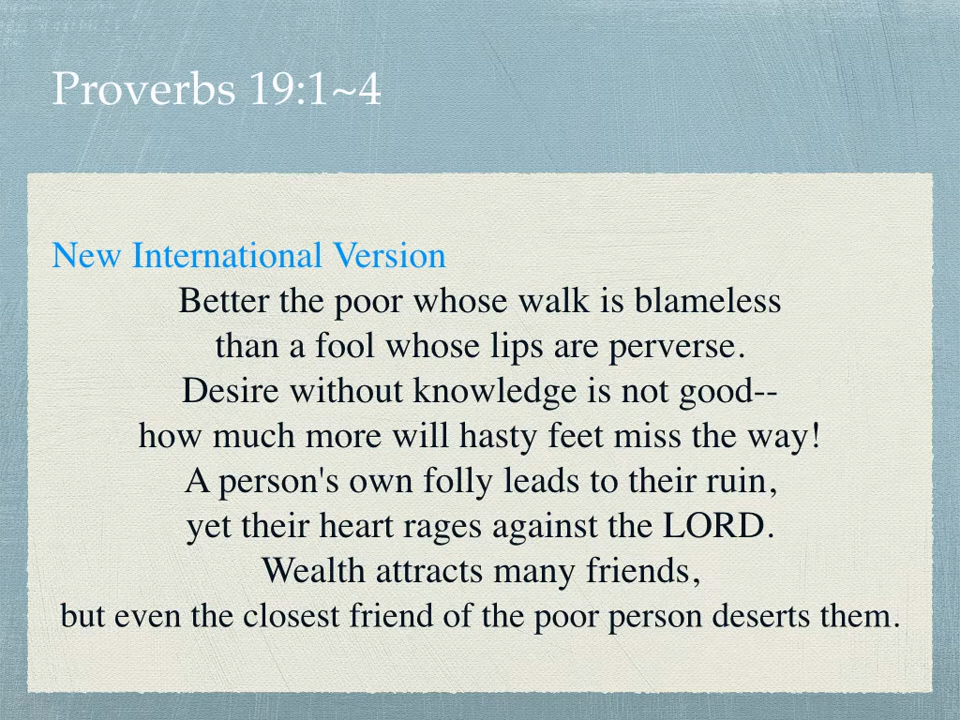 Proverbs 19:1~4
New International Version
Better the poor whose walk is blameless
than a fool whose lips are perverse.
Desire without knowledge is not good--
how much more will hasty feet miss the way!
A person's own folly leads to their ruin,
yet their heart rages against the LORD.
Wealth attracts many friends,
but even the closest friend of the poor person deserts them.